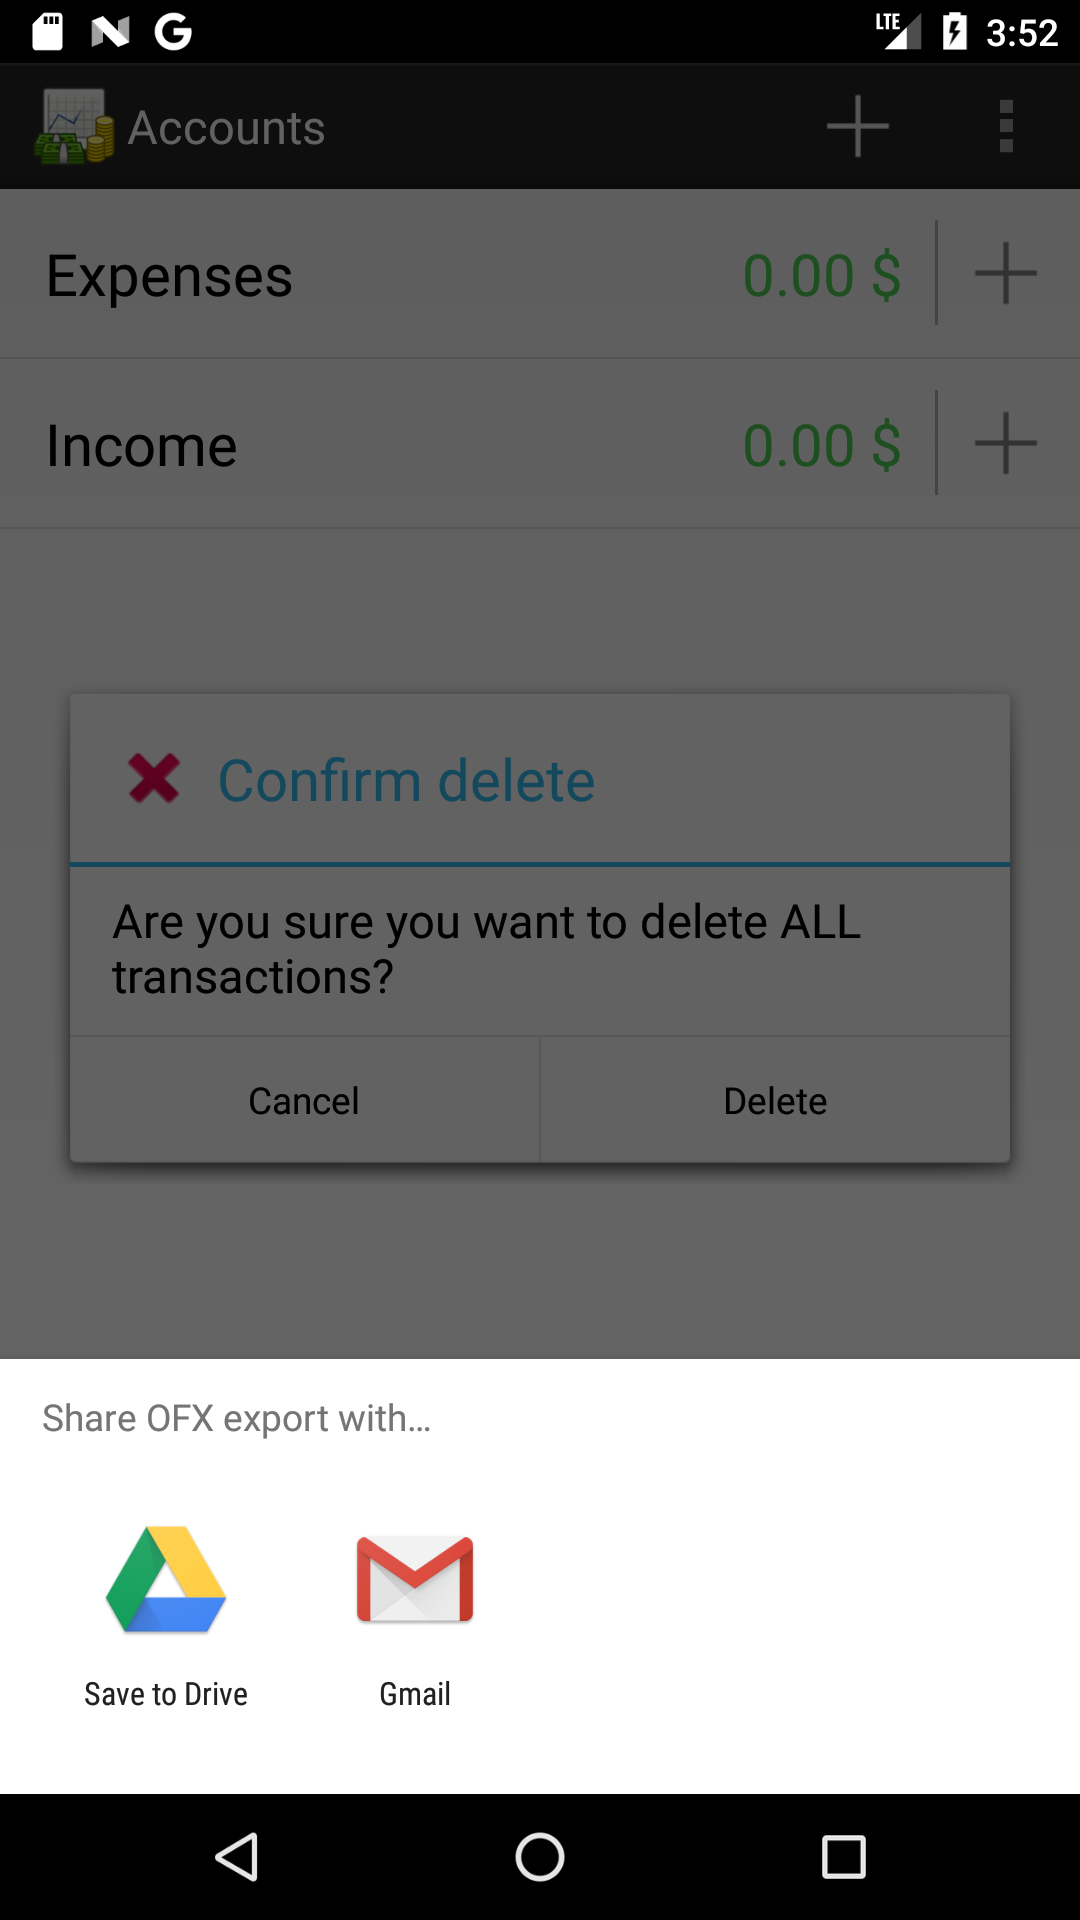 LTE 3:52
Accounts
Expenses 0.00 $
Income 0.00 $
Confirm delete
Are you sure you want to delete ALL
transactions?
Cancel Delete
Share OFX export with…
Save to Drive Gmail